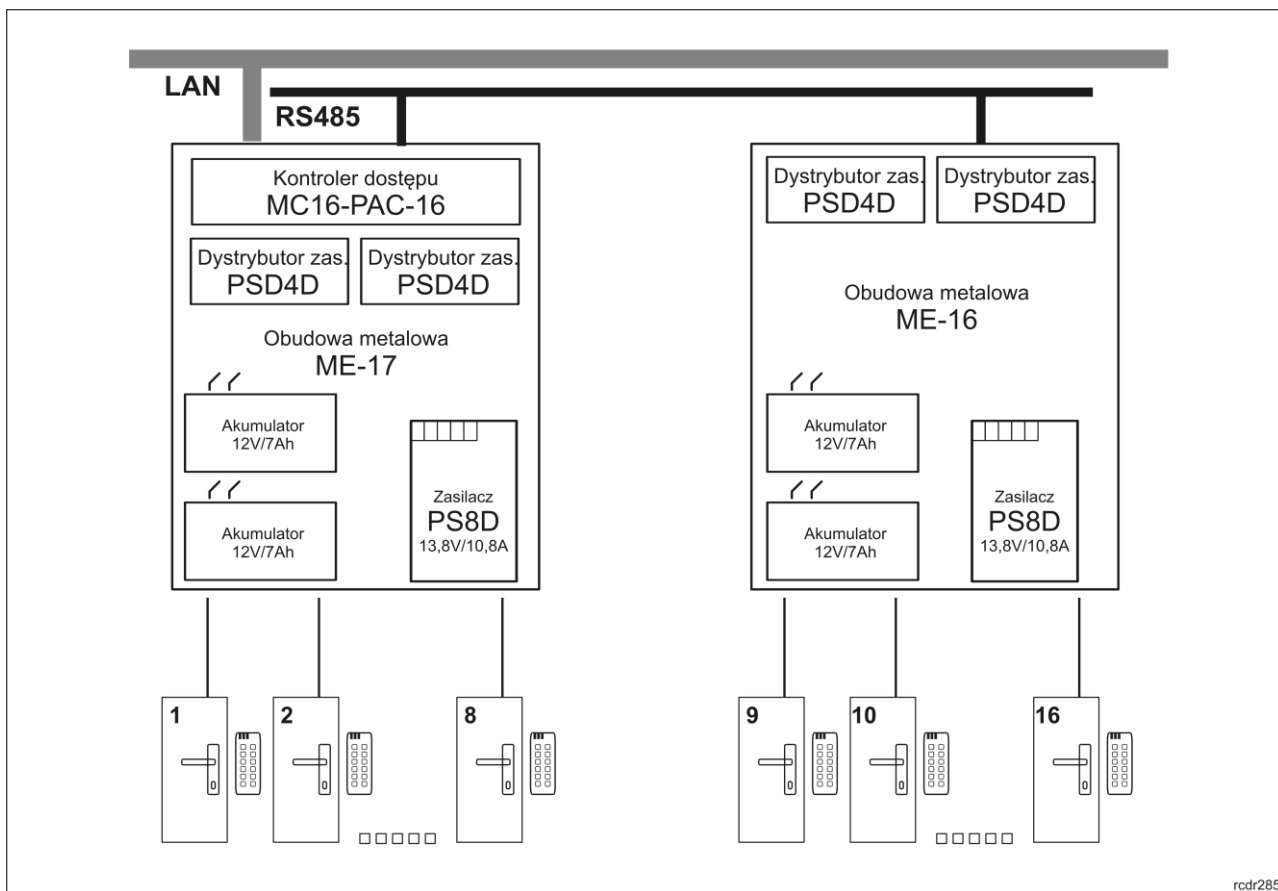 LAN
RS485
Kontroler dostępu
MC16-PAC-16
Dystrybutor zas.
PSD4D
Dystrybutor zas.
PSD4D
Obudowa metalowa
ME-17
Akumulator
12V/7Ah
Akumulator
12V/7Ah
Zasilacz
PS8D
13,8V/10,8A
Dystrybutor zas.
PSD4D
Dystrybutor zas.
PSD4D
Obudowa metalowa
ME-16
Akumulator
12V/7Ah
Akumulator
12V/7Ah
Zasilacz
PS8D
13,8V/10,8A
1
2
8
9
10
16
rcdr285